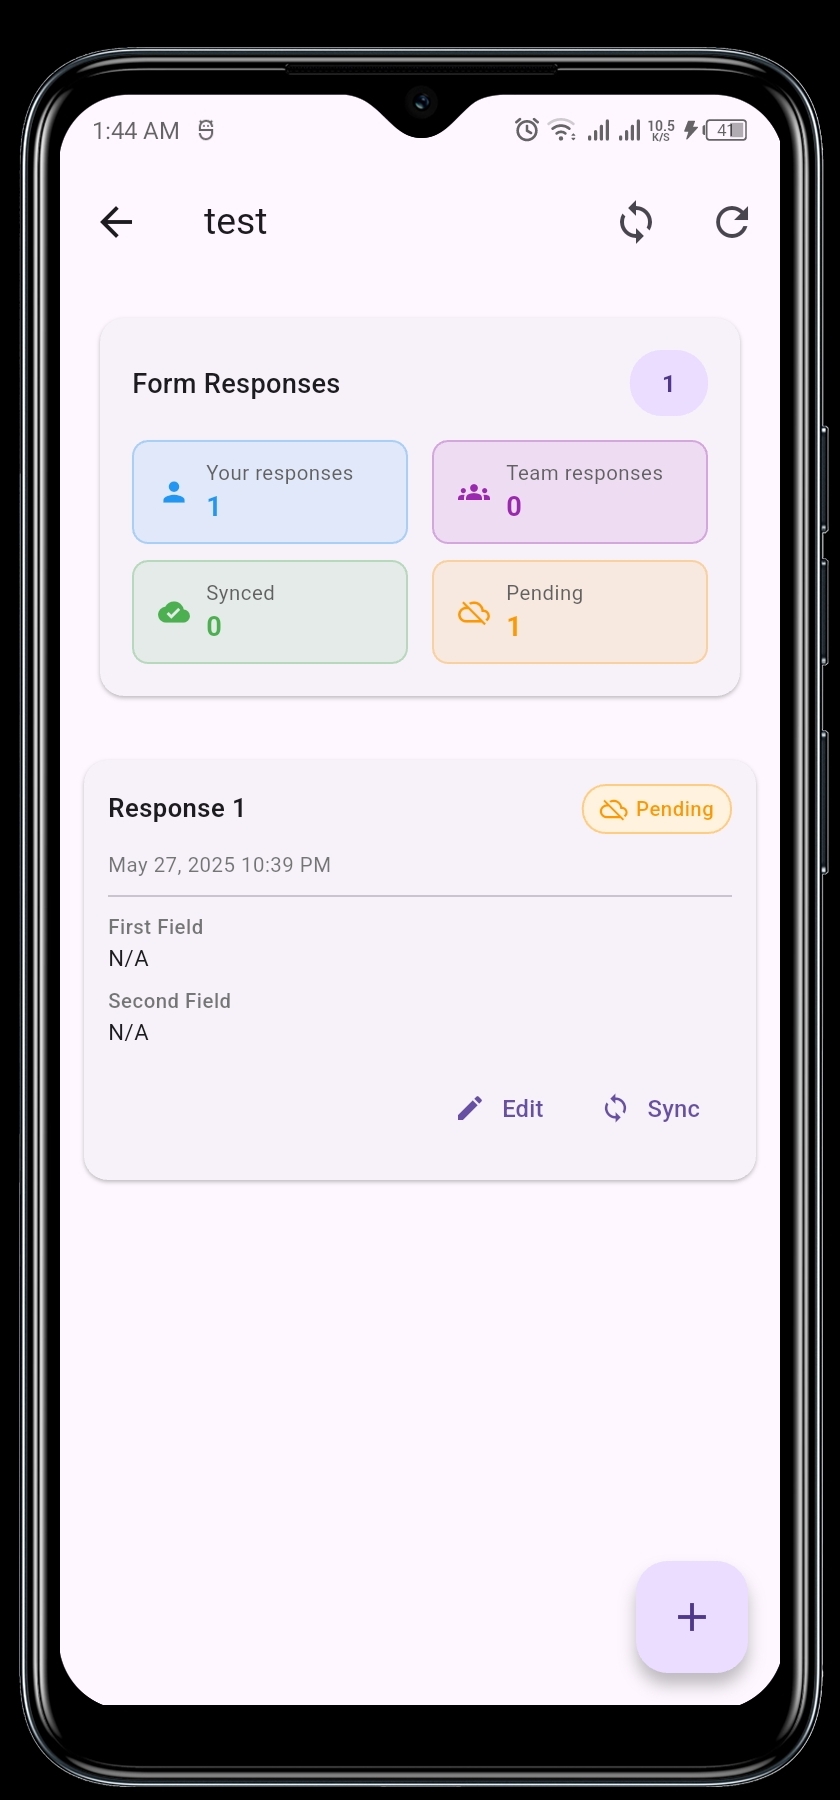 1:44 AM 10.5 K/S 41
test
Form Responses 1
Your responses
1
Team responses
0
Synced
0
Pending
1
Response 1 Pending
May 27, 2025 10:39 PM
First Field
N/A
Second Field
N/A
Edit Sync